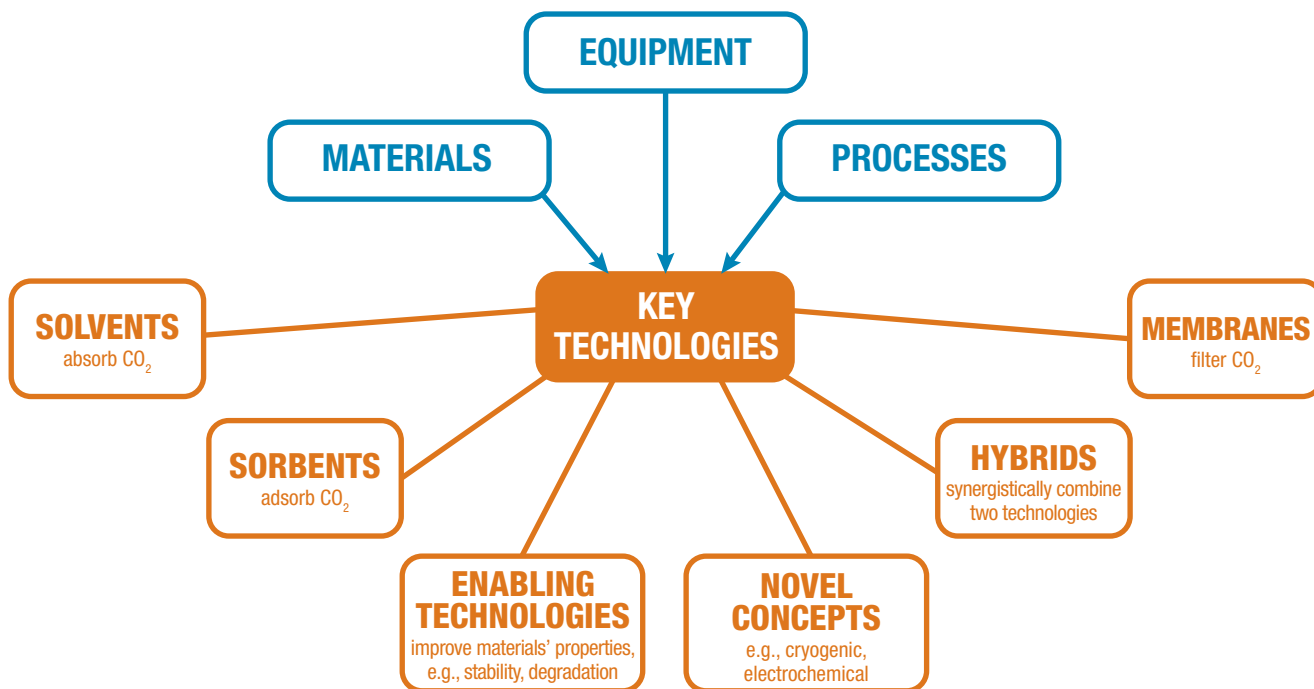 EQUIPMENT
MATERIALS
PROCESSES
KEY
TECHNOLOGIES
SOLVENTS
absorb CO₂
MEMBRANES
filter CO₂
SORBENTS
adsorb CO₂
HYBRIDS
synergistically combine
two technologies
ENABLING
TECHNOLOGIES
improve materials’ properties,
e.g., stability, degradation
NOVEL
CONCEPTS
e.g., cryogenic,
electrochemical